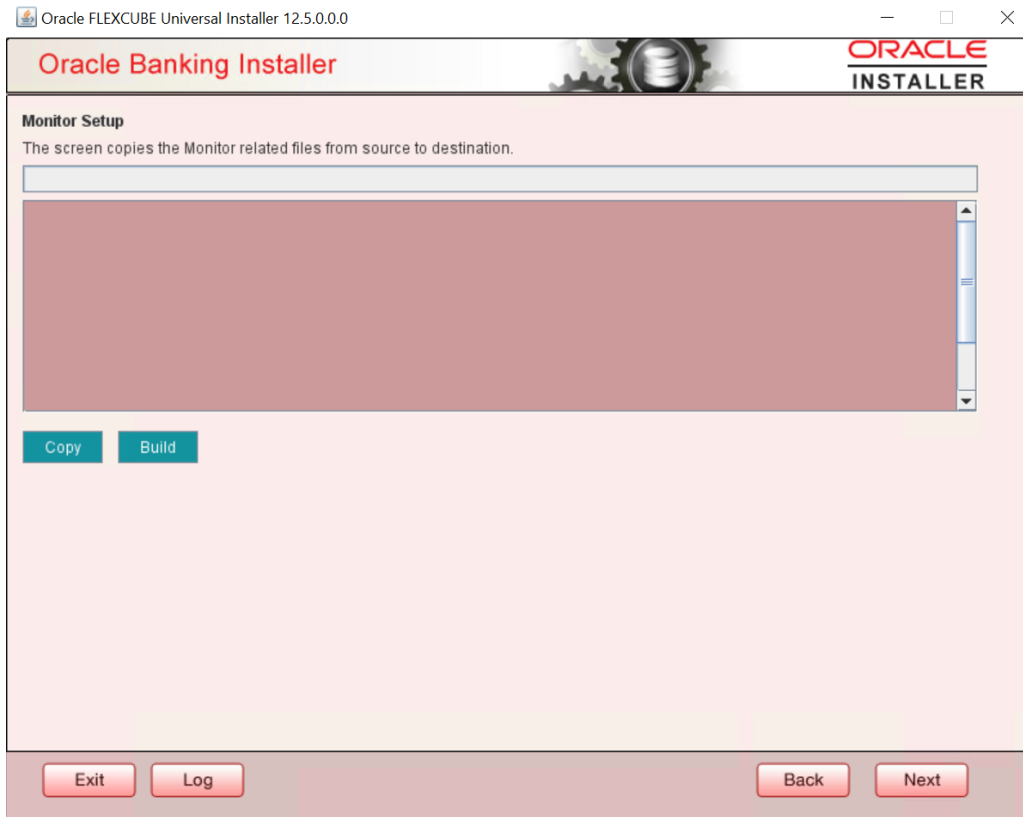 Oracle FLEXCUBE Universal Installer 12.5.0.0.0
Oracle Banking Installer
ORACLE
INSTALLER
Monitor Setup
The screen copies the Monitor related files from source to destination.
Copy Build
Exit Log Back Next